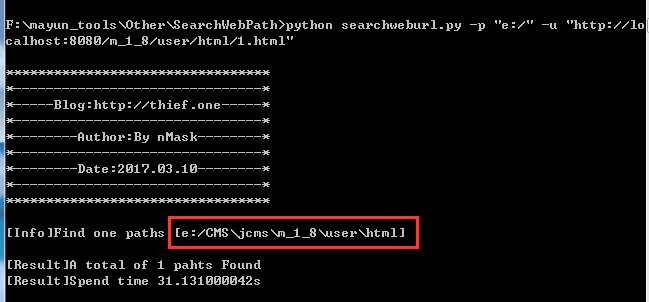 F:\mayun_tools\Other\SearchWebPath>python searchweburl.py -p "e:/" -u "http://lo
calhost:8080/m_1_8/user/html/1.html"
*********************************
*-------------------------------*
*-----Blog:http://thief.one-----*
*-------------------------------*
*--------Author:By nMask--------*
*-------------------------------*
*--------Date:2017.03.10--------*
*-------------------------------*
*********************************
[Info]Find one paths [e:/CMS\jcms\m_1_8\user\html]
[Result]A total of 1 pahts Found
[Result]Spend time 31.131000042s